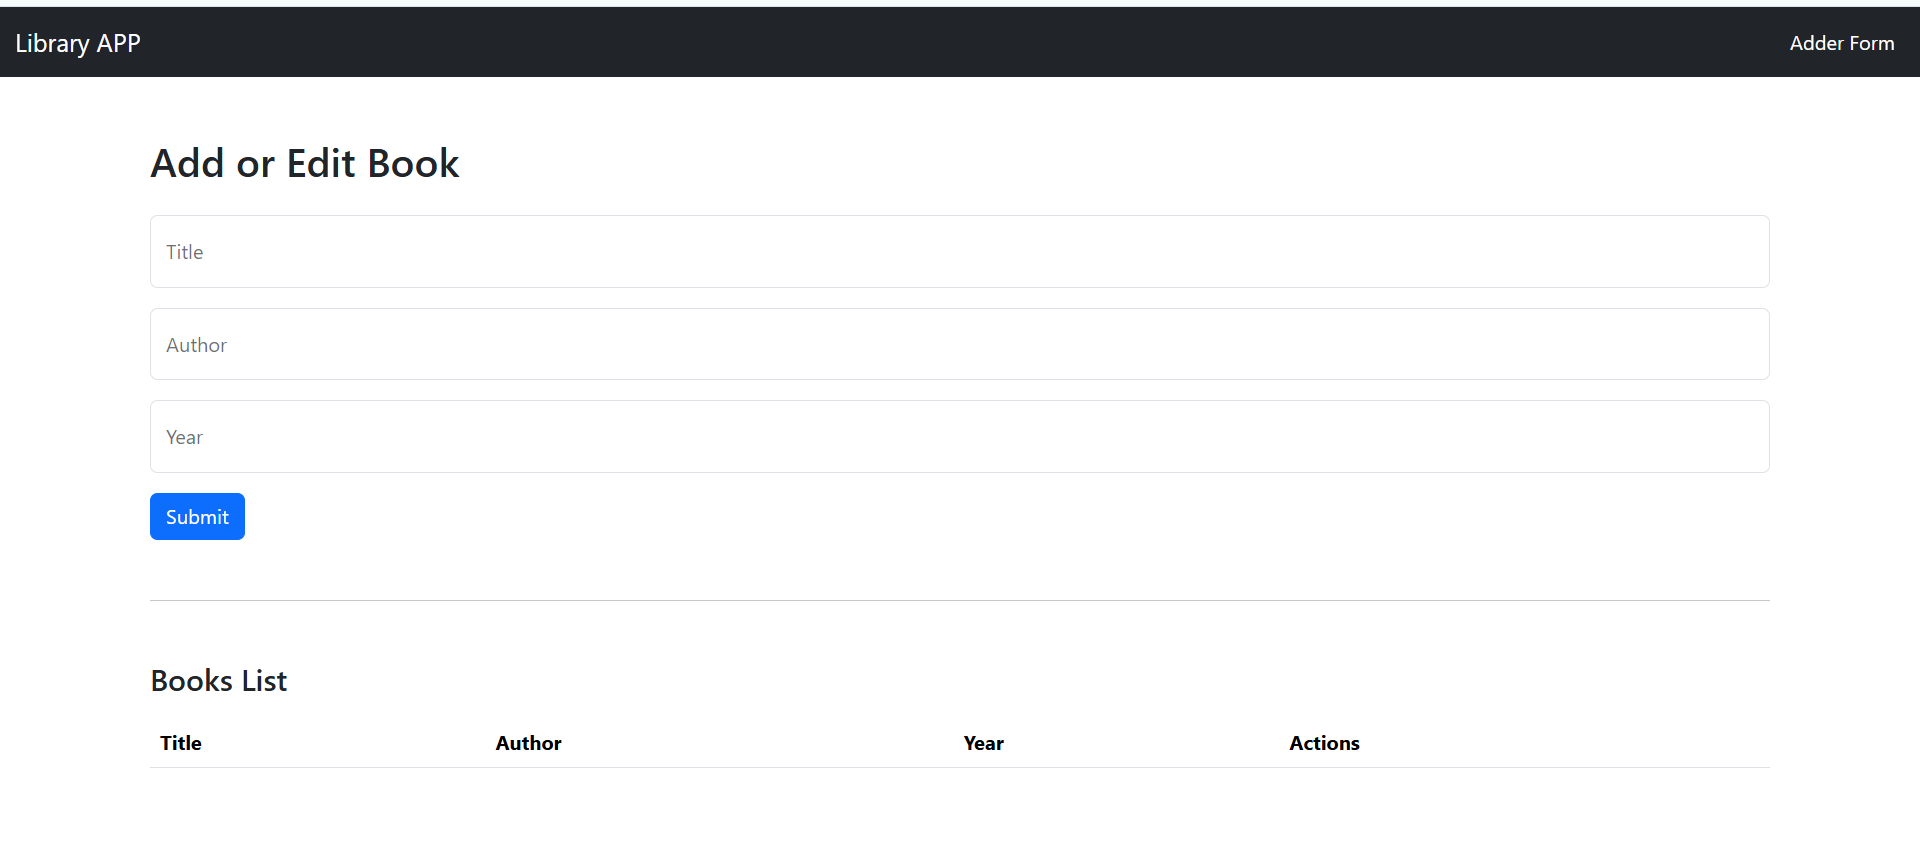 Library APP Adder Form
Add or Edit Book
Title
Author
Year
Submit
Books List
Title Author Year Actions